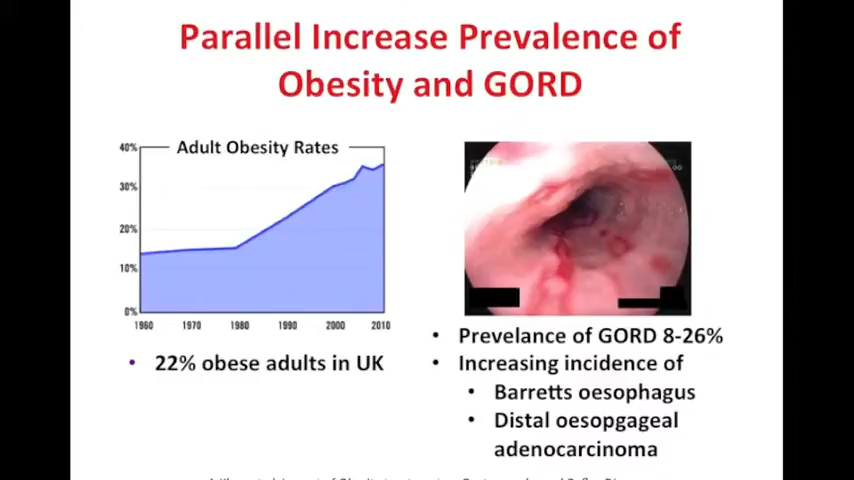 Parallel Increase Prevalence of
Obesity and GORD
Adult Obesity Rates
40%
30%
20%
10%
0%
1960 1970 1980 1990 2000 2010
• 22% obese adults in UK
• Prevelance of GORD 8-26%
• Increasing incidence of
• Barretts oesophagus
• Distal oesopgageal
adenocarcinoma